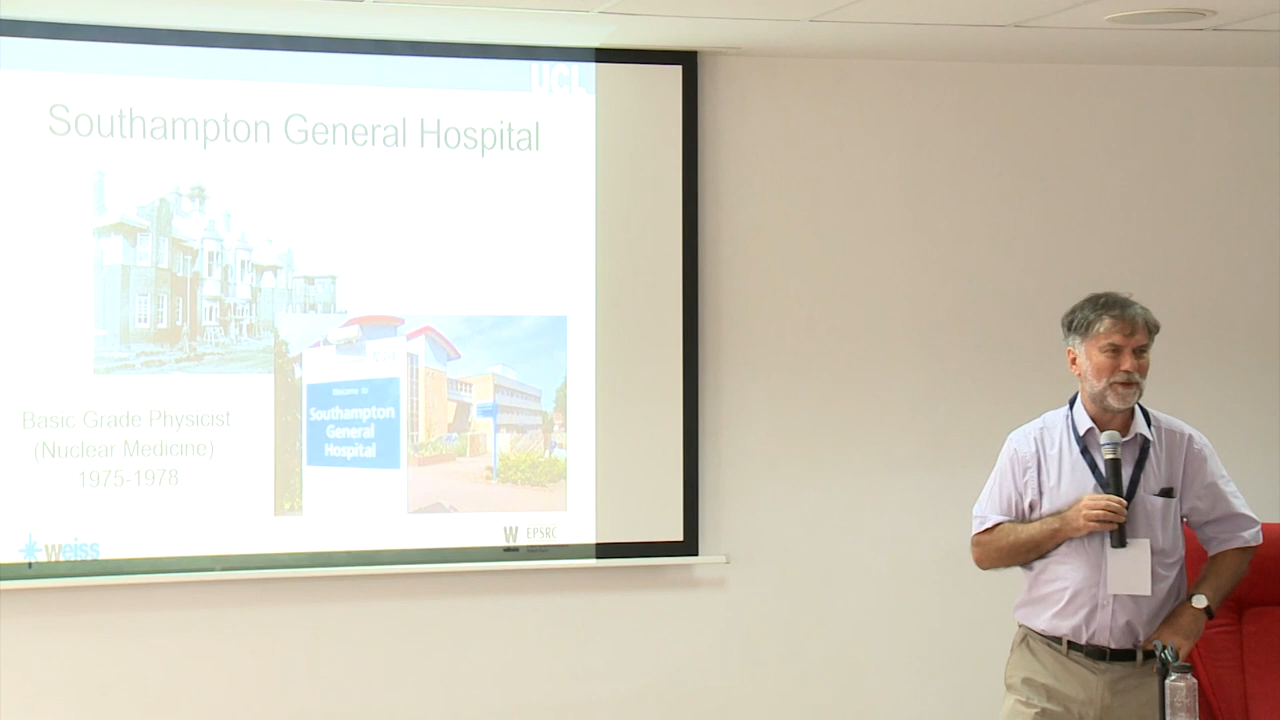 UCL
Southampton General Hospital
Welcome to
Southampton
General
Hospital
Basic Grade Physicist
(Nuclear Medicine)
1975-1978
weiss
W
EPSRC